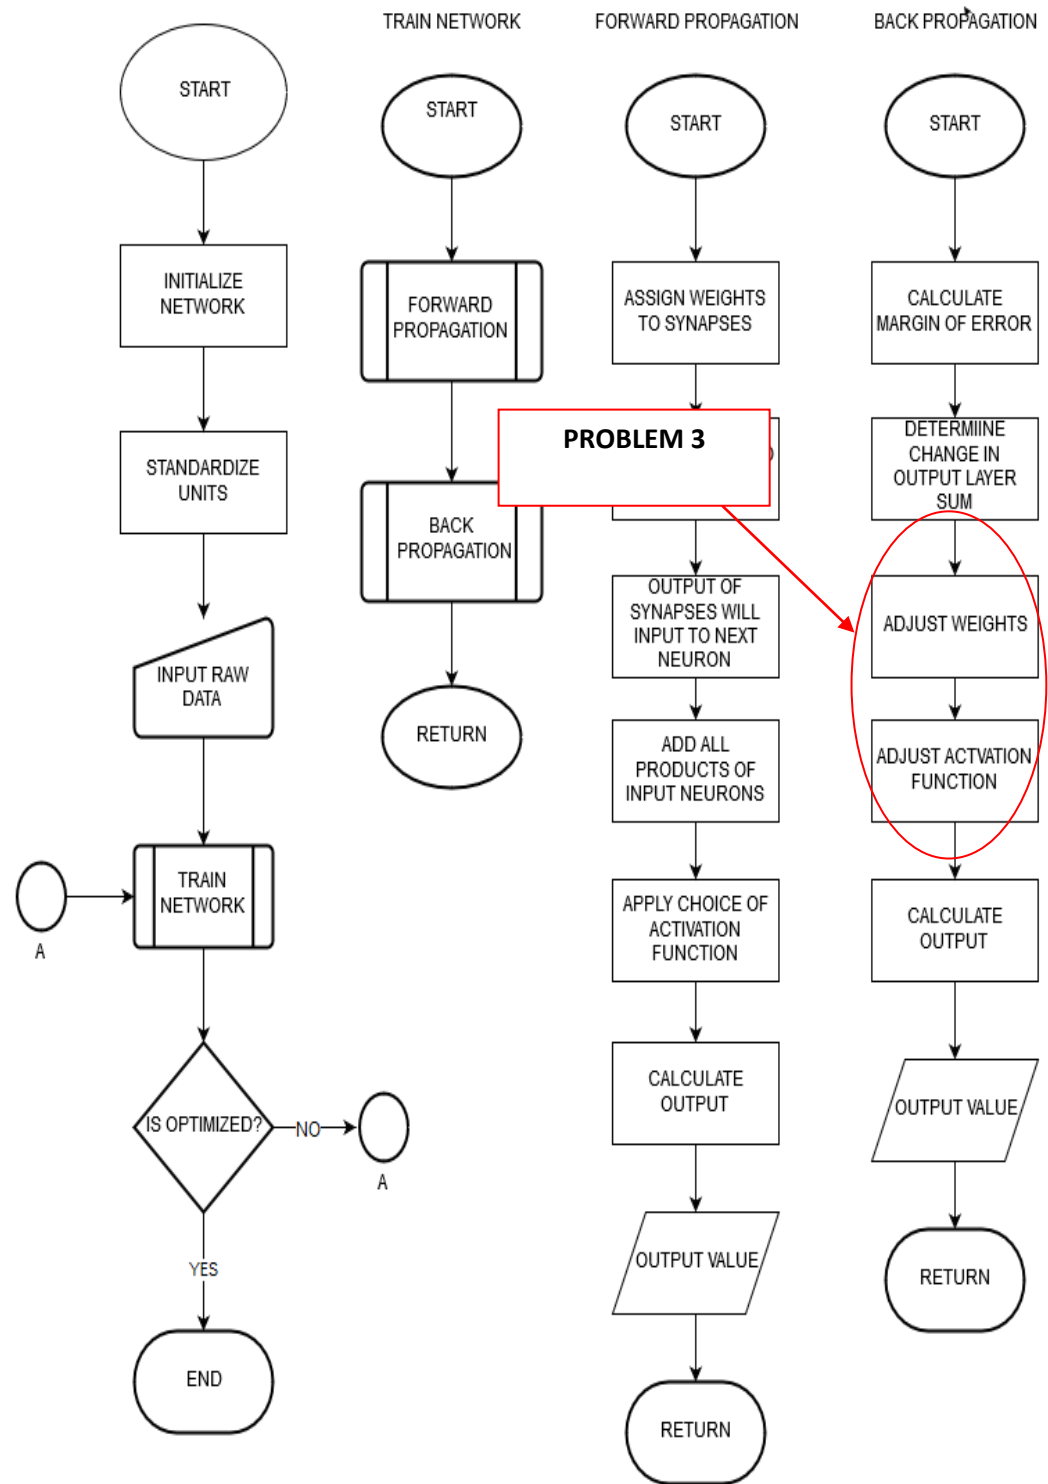 TRAIN NETWORK
FORWARD PROPAGATION
BACK PROPAGATION
START
INITIALIZE
NETWORK
STANDARDIZE
UNITS
INPUT RAW
DATA
TRAIN
NETWORK
A
IS OPTIMIZED?
NO
A
YES
END
START
FORWARD
PROPAGATION
BACK
PROPAGATION
RETURN
START
ASSIGN WEIGHTS
TO SYNAPSES
PROBLEM 3
OUTPUT OF
SYNAPSES WILL
INPUT TO NEXT
NEURON
ADD ALL
PRODUCTS OF
INPUT NEURONS
APPLY CHOICE OF
ACTIVATION
FUNCTION
CALCULATE
OUTPUT
OUTPUT VALUE
RETURN
START
CALCULATE
MARGIN OF ERROR
DETERMIINE
CHANGE IN
OUTPUT LAYER
SUM
ADJUST WEIGHTS
ADJUST ACTVATION
FUNCTION
CALCULATE
OUTPUT
OUTPUT VALUE
RETURN